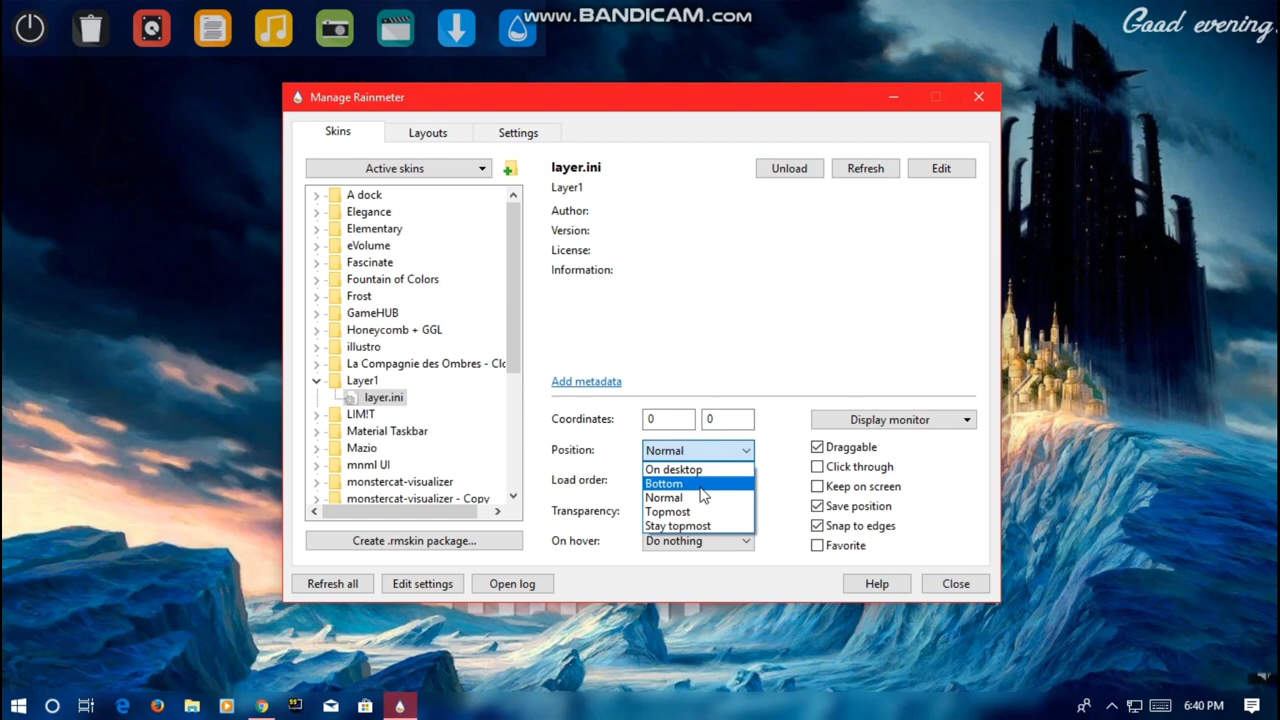 www.BANDICAM.com
Good evening.
Manage Rainmeter
Skins
Layouts
Settings
Active skins
layer.ini
Unload
Refresh
Edit
Layer1
Author:
Version:
License:
Information:
A dock
Elegance
Elementary
eVolume
Fascinate
Fountain of Colors
Frost
GameHUB
Honeycomb + GGL
illustro
La Compagnie des Ombres - Clo
Layer1
layer.ini
LIM!T
Material Taskbar
Mazio
mnml UI
monstercat-visualizer
monstercat-visualizer - Copy
Add metadata
Coordinates:
0
0
Display monitor
Position:
Normal
On desktop
Bottom
Normal
Topmost
Stay topmost
Load order:
Transparency:
On hover:
Do nothing
Draggable
Click through
Keep on screen
Save position
Snap to edges
Favorite
Create .rmskin package...
Refresh all
Edit settings
Open log
Help
Close
6:40 PM